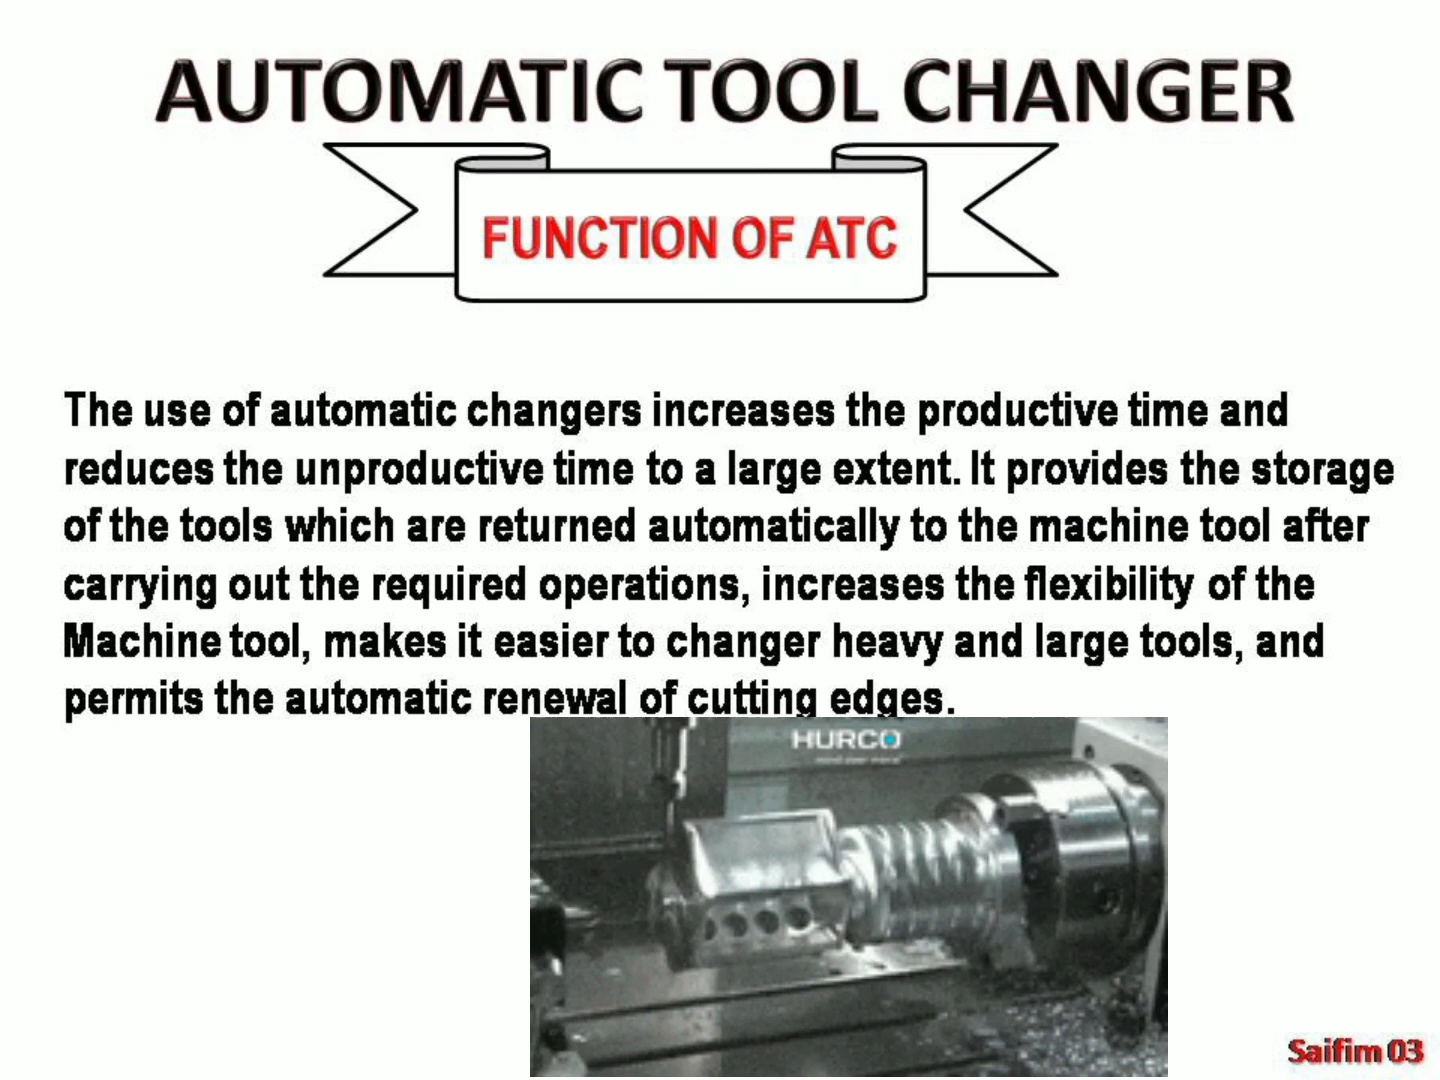 AUTOMATIC TOOL CHANGER
FUNCTION OF ATC
The use of automatic changers increases the productive time and
reduces the unproductive time to a large extent. It provides the storage
of the tools which are returned automatically to the machine tool after
carrying out the required operations, increases the flexibility of the
Machine tool, makes it easier to changer heavy and large tools, and
permits the automatic renewal of cutting edges.
HURCO
Saifim 03